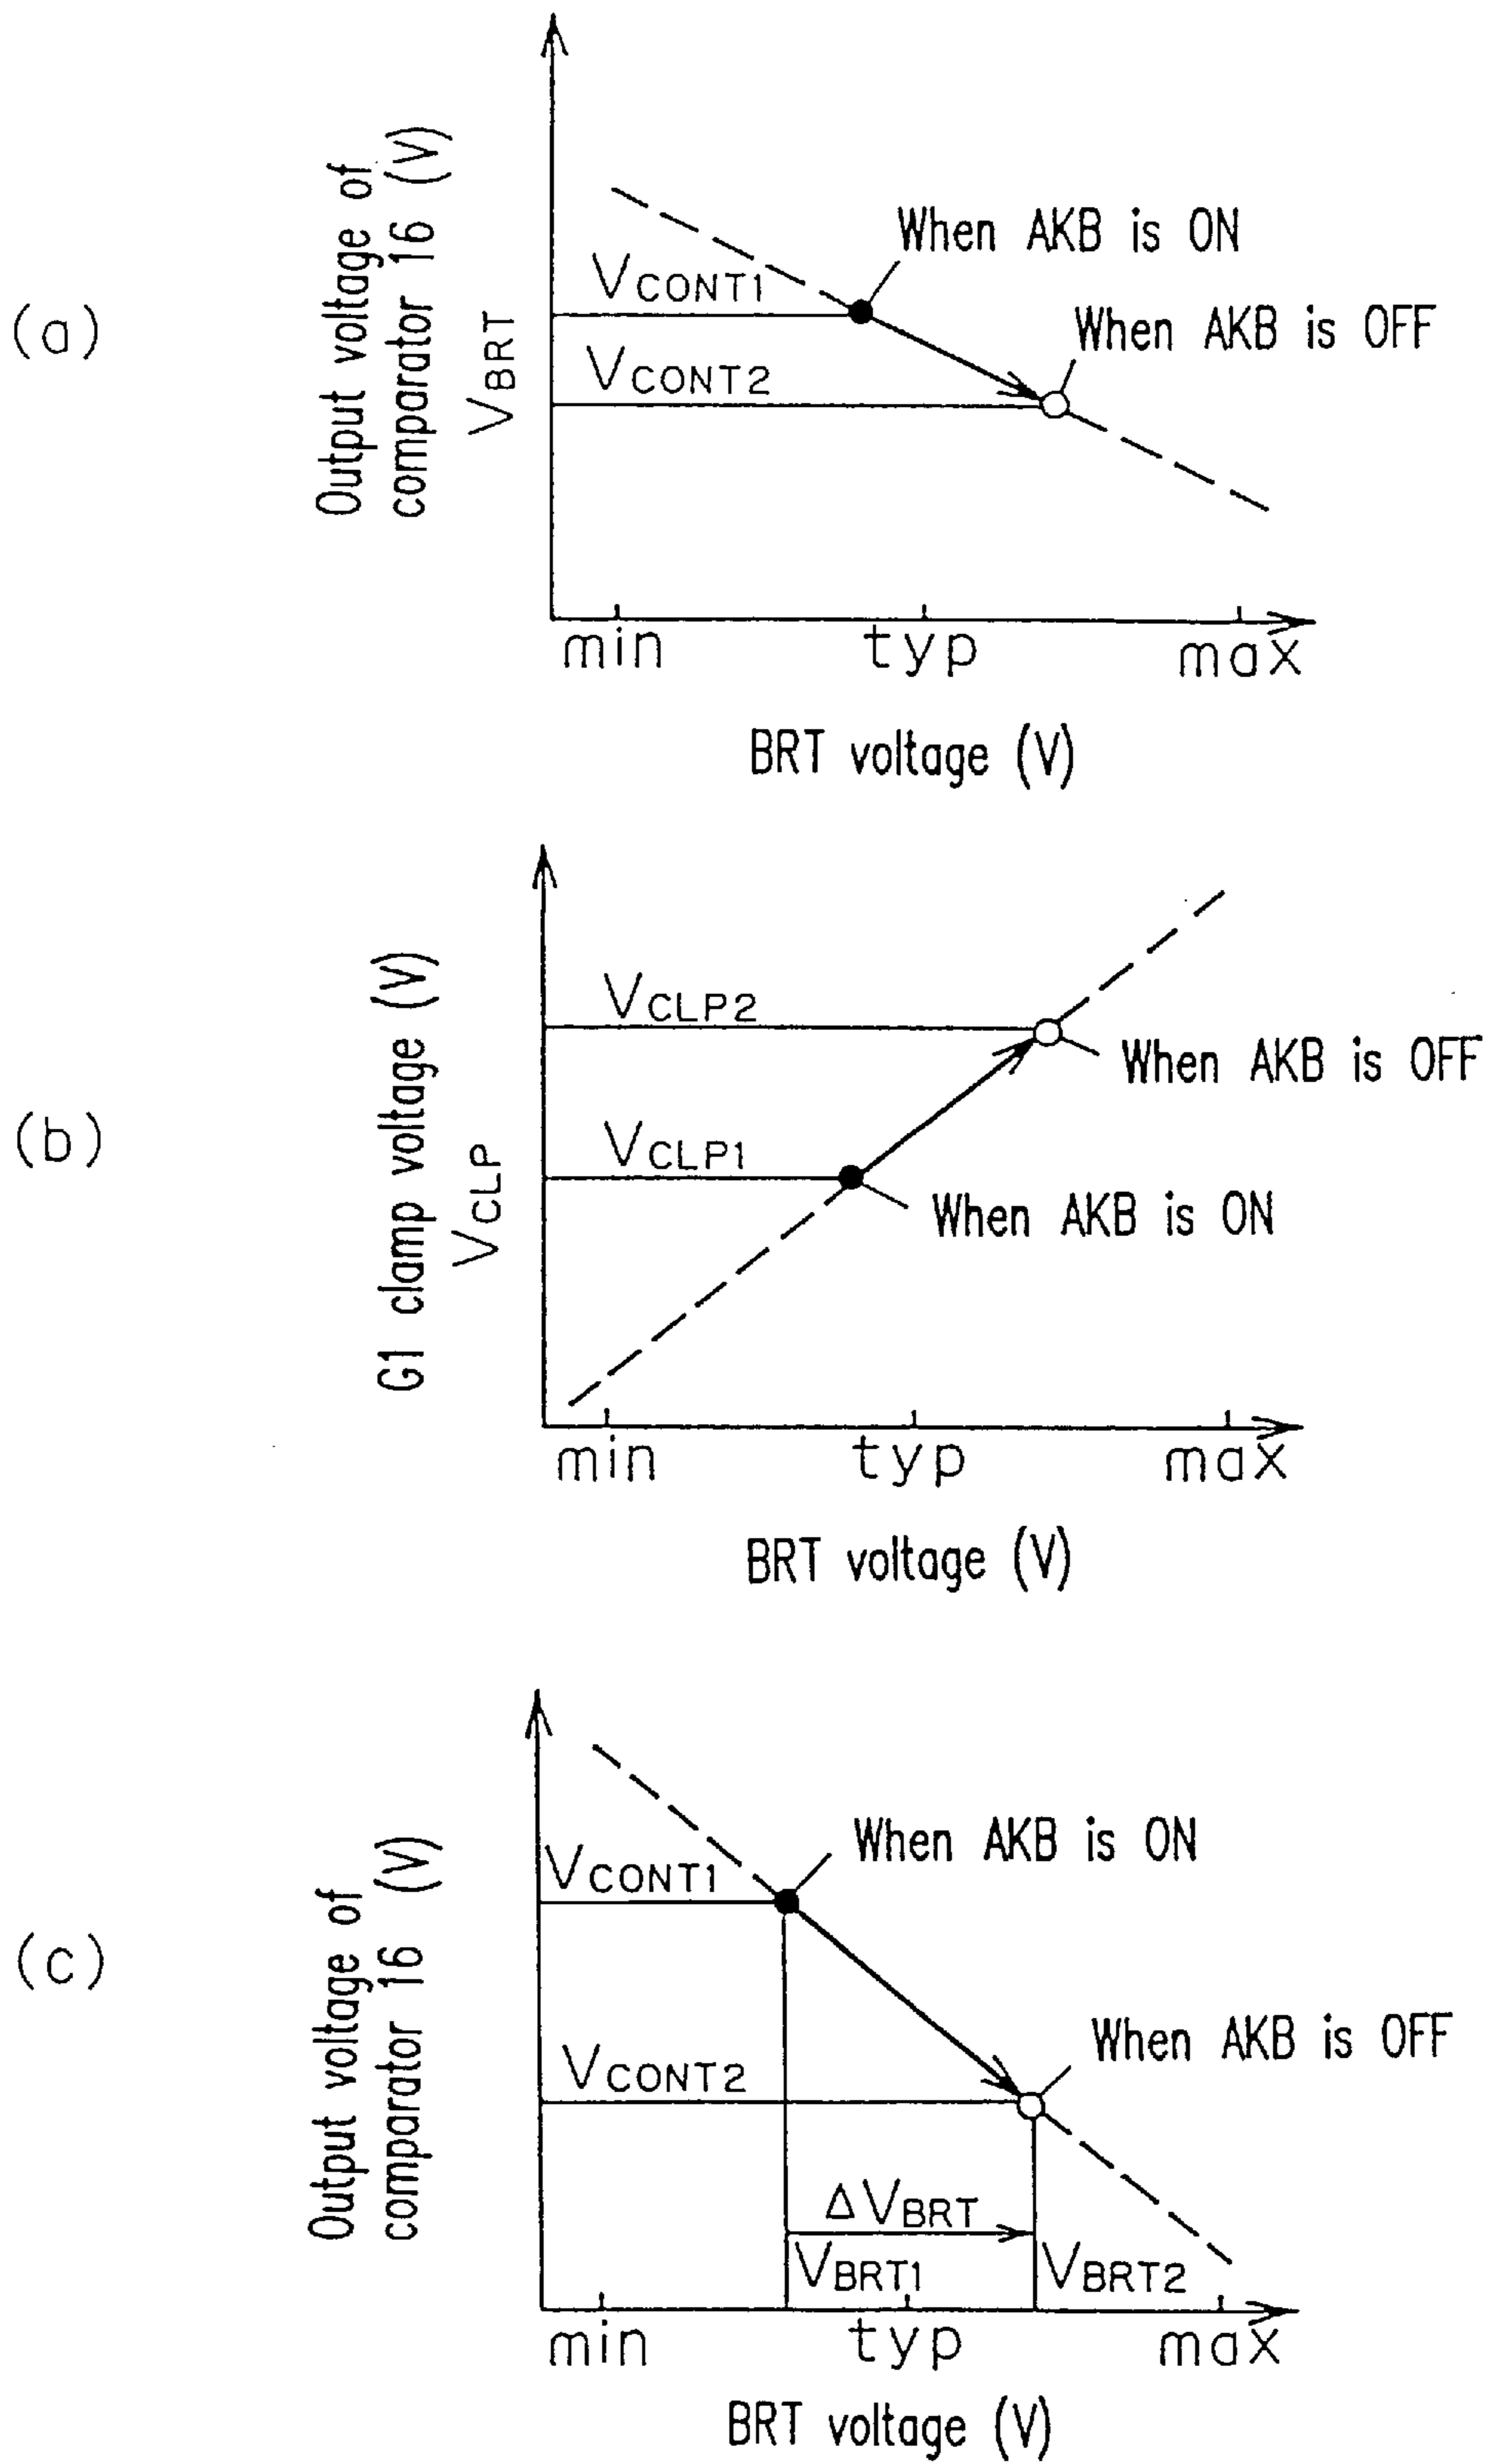 (a)
Output voltage of
comparator 16 (V)
VBRT
VCONT1
VCONT2
When AKB is ON
When AKB is OFF
min typ max
BRT voltage (V)
(b)
G1 clamp voltage (V)
VCLP
VCLP2
VCLP1
When AKB is OFF
When AKB is ON
min typ max
BRT voltage (V)
(c)
Output voltage of
comparator 16 (V)
VCONT1
VCONT2
When AKB is ON
When AKB is OFF
ΔVBRT
VBRT1 VBRT2
min typ max
BRT voltage (V)